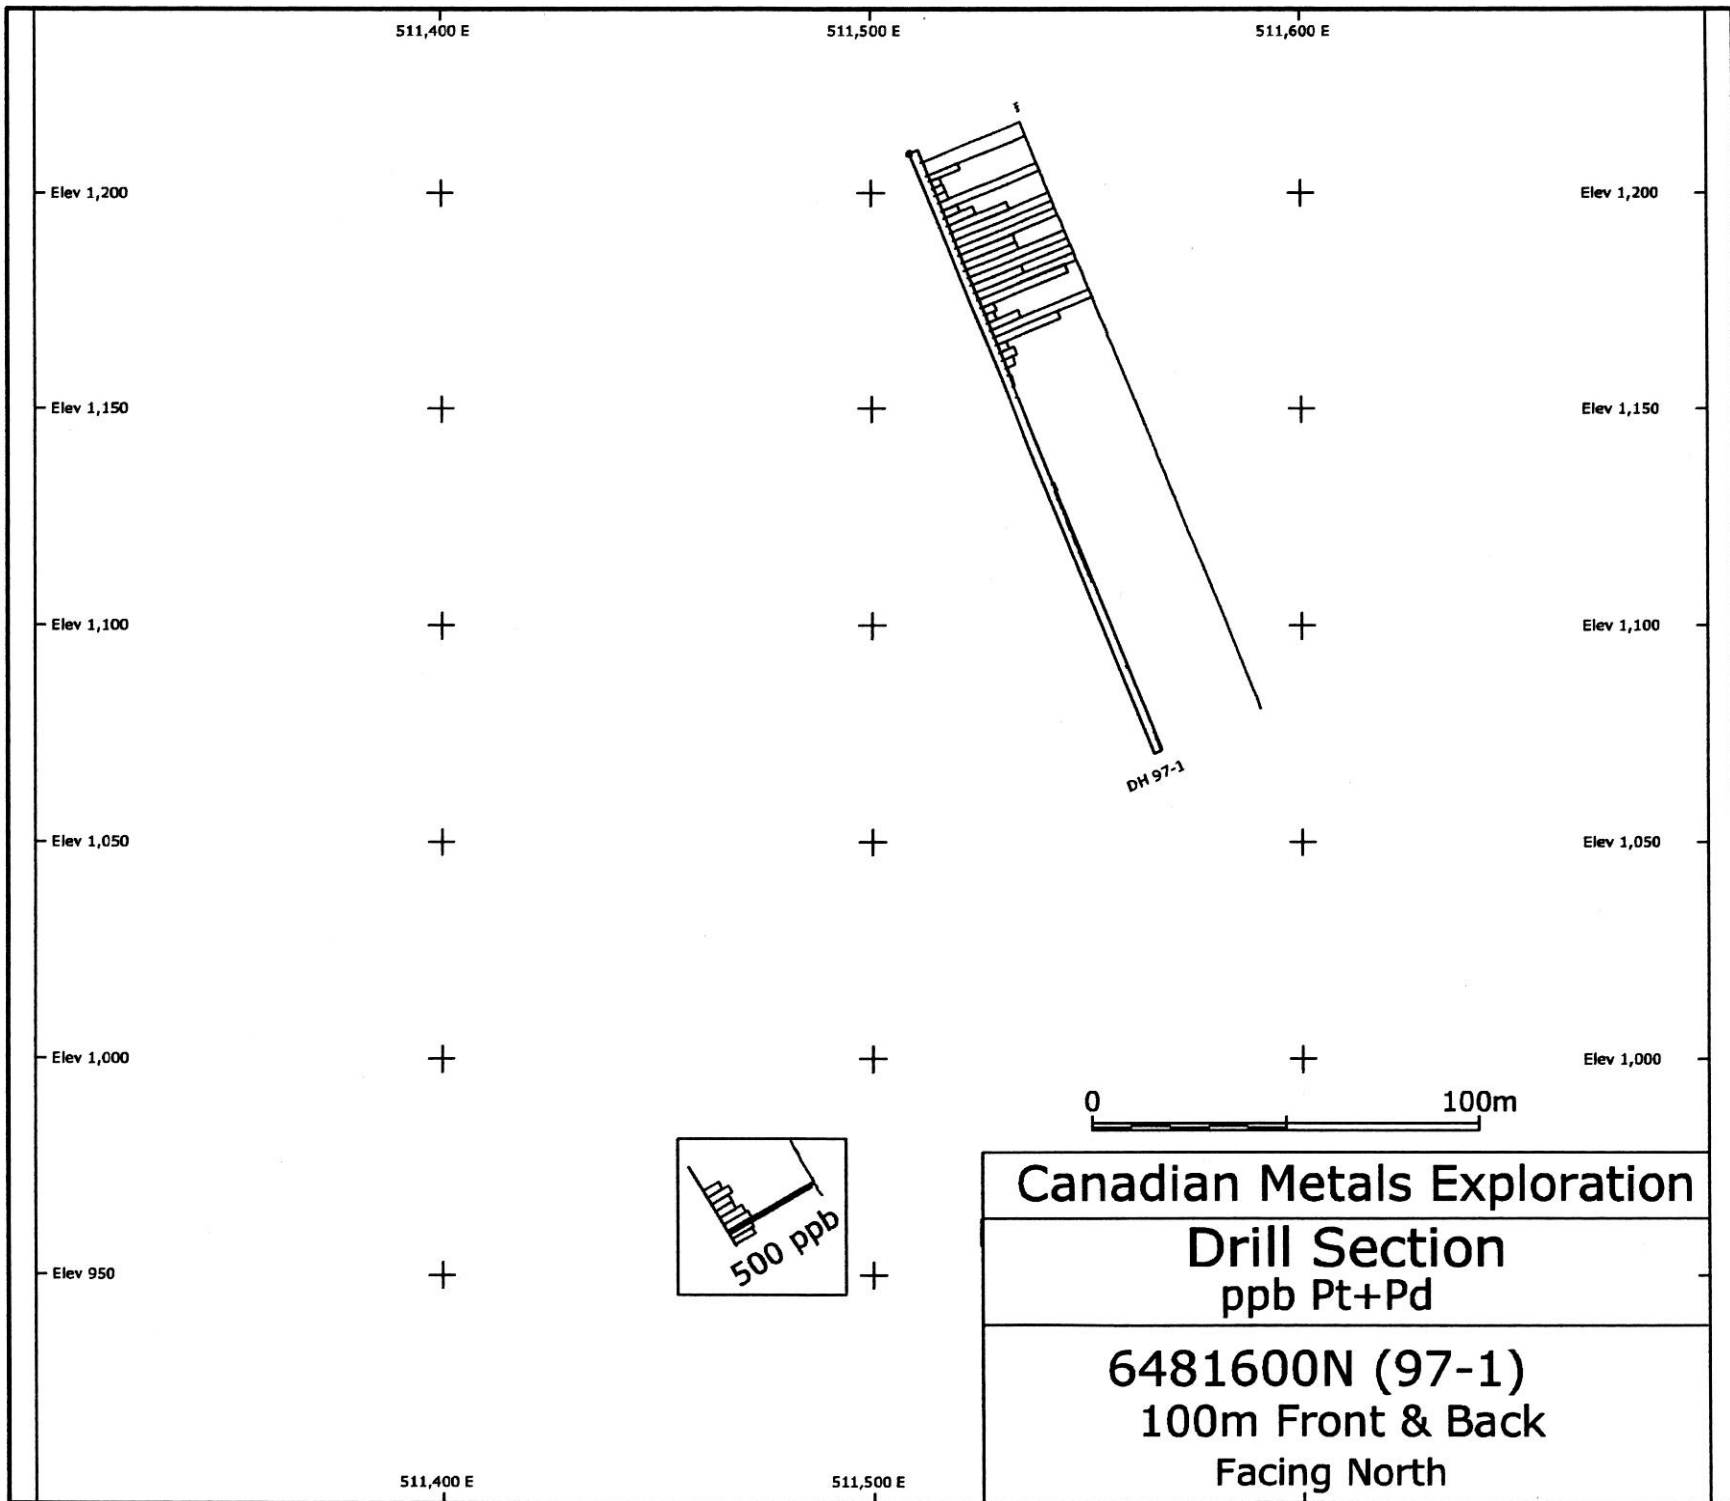 511,400 E
511,500 E
511,600 E
Elev 1,200
Elev 1,200
Elev 1,150
Elev 1,150
Elev 1,100
Elev 1,100
DH 97-1
Elev 1,050
Elev 1,050
Elev 1,000
Elev 1,000
0
100m
500 ppb
Elev 950
Canadian Metals Exploration
Drill Section
ppb Pt+Pd
6481600N (97-1)
100m Front & Back
Facing North
511,400 E
511,500 E